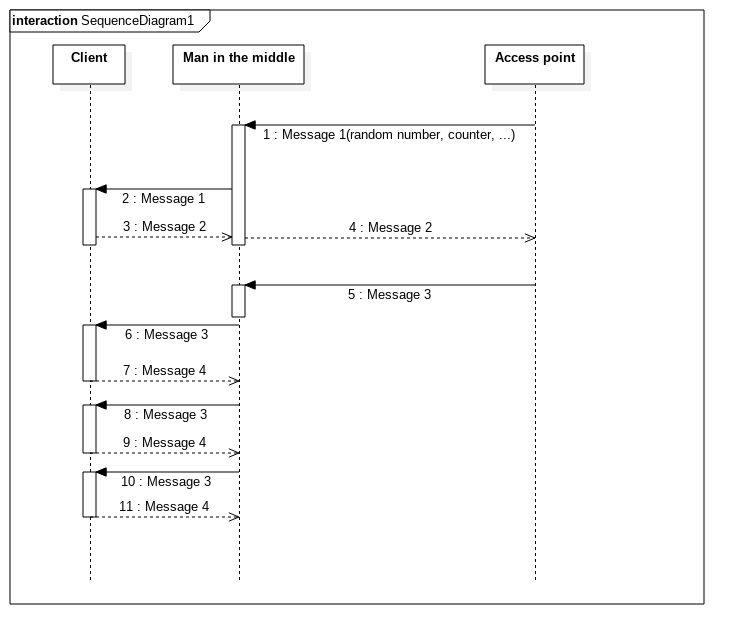 interaction SequenceDiagram1
Client
Man in the middle
Access point
1 : Message 1(random number, counter, ...)
2 : Message 1
3 : Message 2
4 : Message 2
5 : Message 3
6 : Message 3
7 : Message 4
8 : Message 3
9 : Message 4
10 : Message 3
11 : Message 4